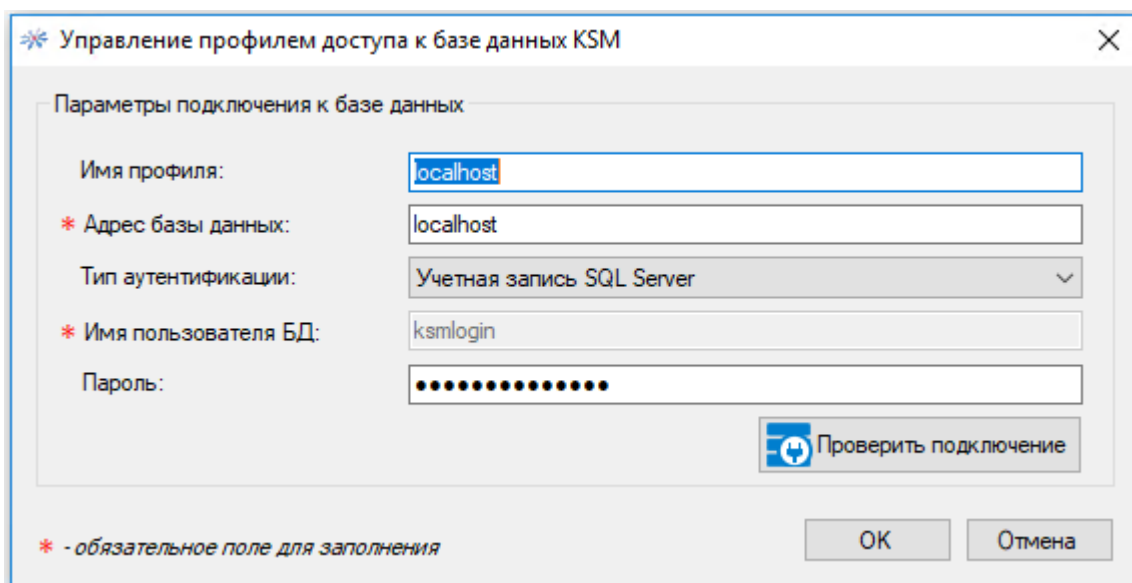 Управление профилем доступа к базе данных KSM
Параметры подключения к базе данных
Имя профиля: localhost
* Адрес базы данных: localhost
Тип аутентификации: Учетная запись SQL Server
* Имя пользователя БД: ksmlogin
Пароль: ●●●●●●●●●●●●●●
Проверить подключение
* - обязательное поле для заполнения
OK Отмена